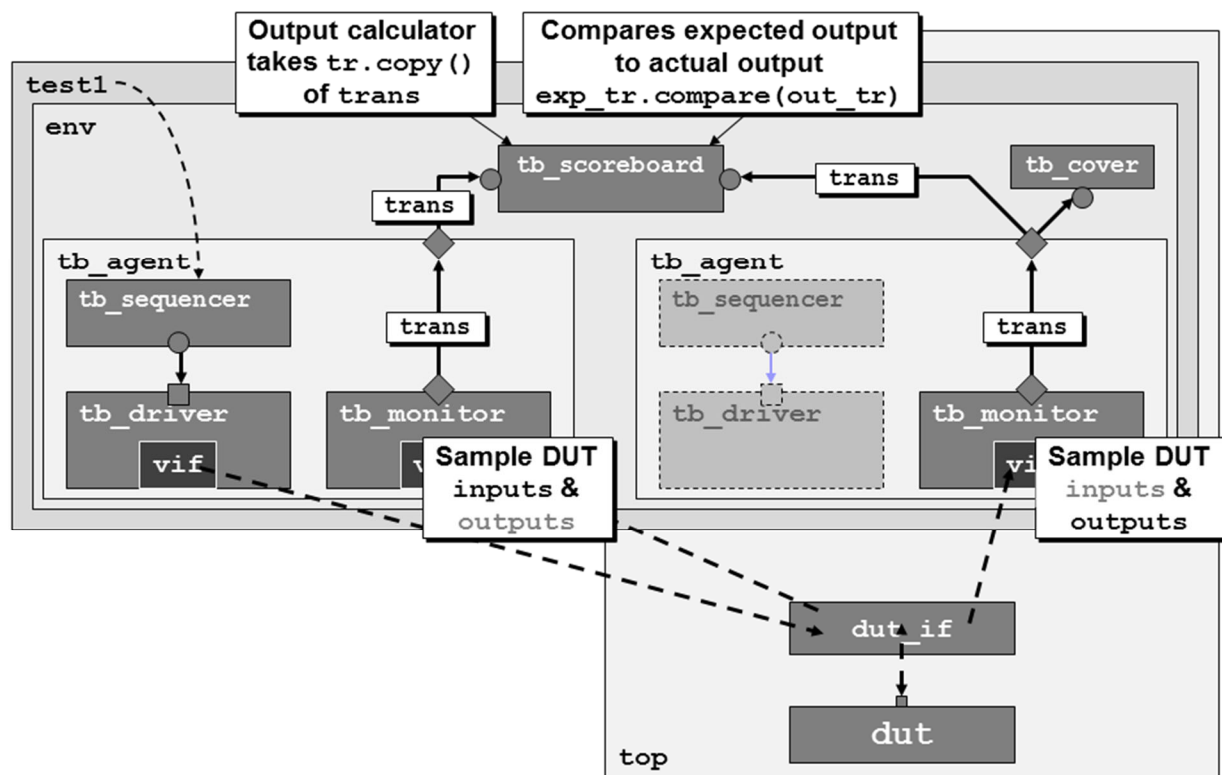 Output calculator
takes tr.copy()
of trans
Compares expected output
to actual output
exp_tr.compare(out_tr)
test1
env
tb_scoreboard
tb_cover
trans
trans
tb_agent
tb_sequencer
trans
tb_driver
vif
tb_monitor
Sample DUT
inputs &
outputs
tb_agent
tb_sequencer
trans
tb_driver
tb_monitor
Sample DUT
inputs &
outputs
dut_if
dut
top